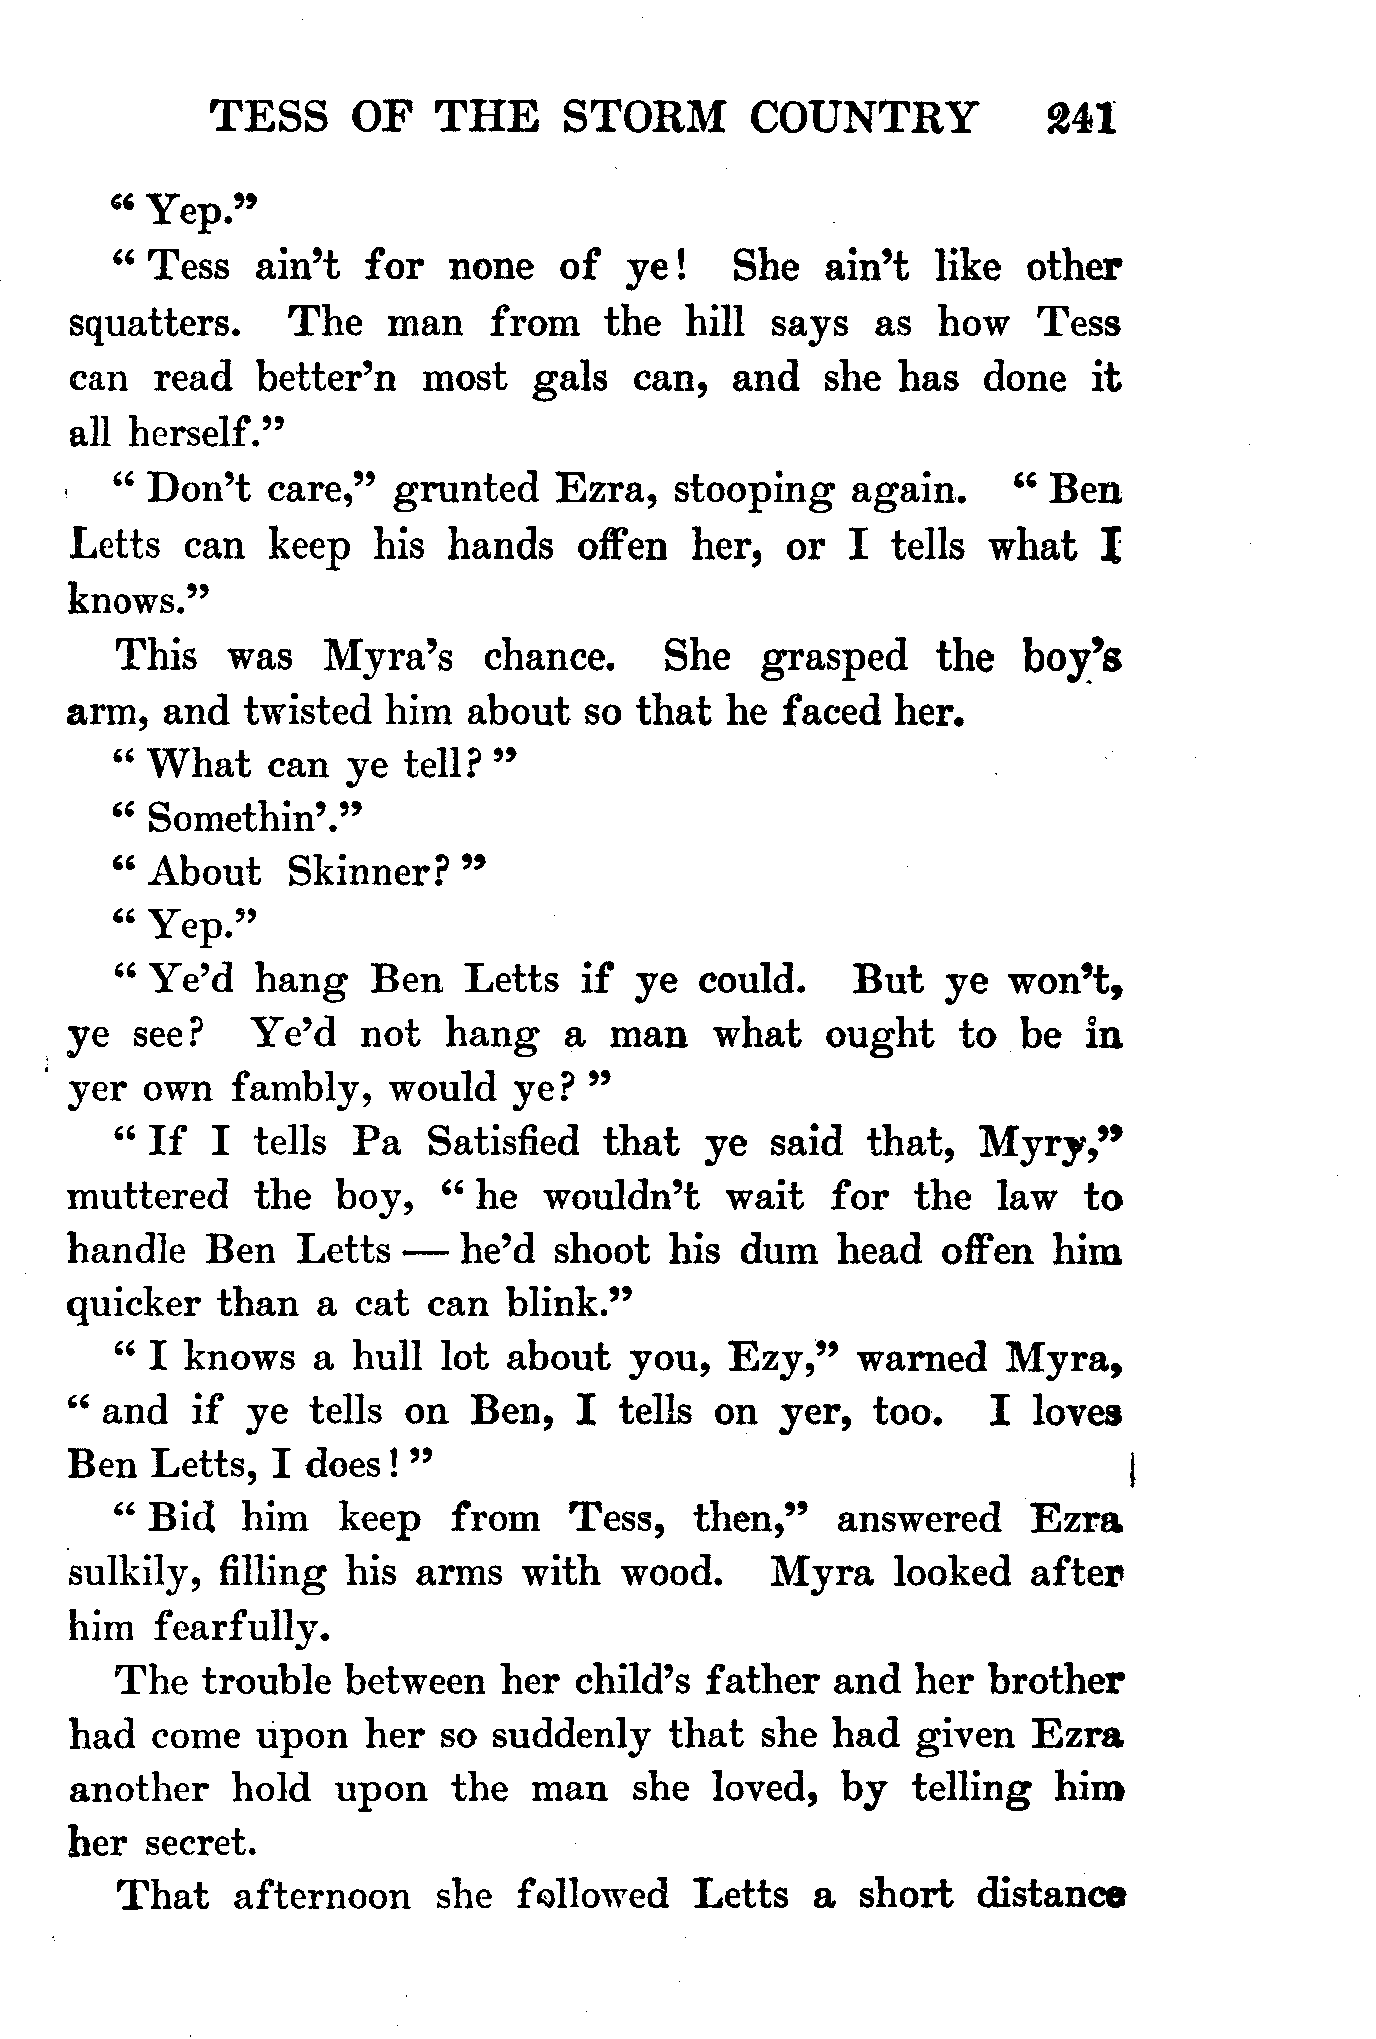 TESS OF THE STORM COUNTRY 241
“ Yep.”
“ Tess ain’t for none of ye! She ain’t like other
squatters. The man from the hill says as how Tess
can read better’n most gals can, and she has done it
all herself.”
“ Don’t care,” grunted Ezra, stooping again. “ Ben
Letts can keep his hands offen her, or I tells what I
knows.”
This was Myra’s chance. She grasped the boy’s
arm, and twisted him about so that he faced her.
“ What can ye tell? ”
“ Somethin’.”
“ About Skinner? ”
“ Yep.”
“ Ye’d hang Ben Letts if ye could. But ye won’t,
ye see? Ye’d not hang a man what ought to be in
yer own fambly, would ye? ”
“ If I tells Pa Satisfied that ye said that, Myry,”
muttered the boy, “ he wouldn’t wait for the law to
handle Ben Letts — he’d shoot his dum head offen him
quicker than a cat can blink.”
“ I knows a hull lot about you, Ezy,” warned Myra,
“ and if ye tells on Ben, I tells on yer, too. I loves
Ben Letts, I does! ”
“ Bid him keep from Tess, then,” answered Ezra
sulkily, filling his arms with wood. Myra looked after
him fearfully.
The trouble between her child’s father and her brother
had come upon her so suddenly that she had given Ezra
another hold upon the man she loved, by telling him
her secret.
That afternoon she followed Letts a short distance